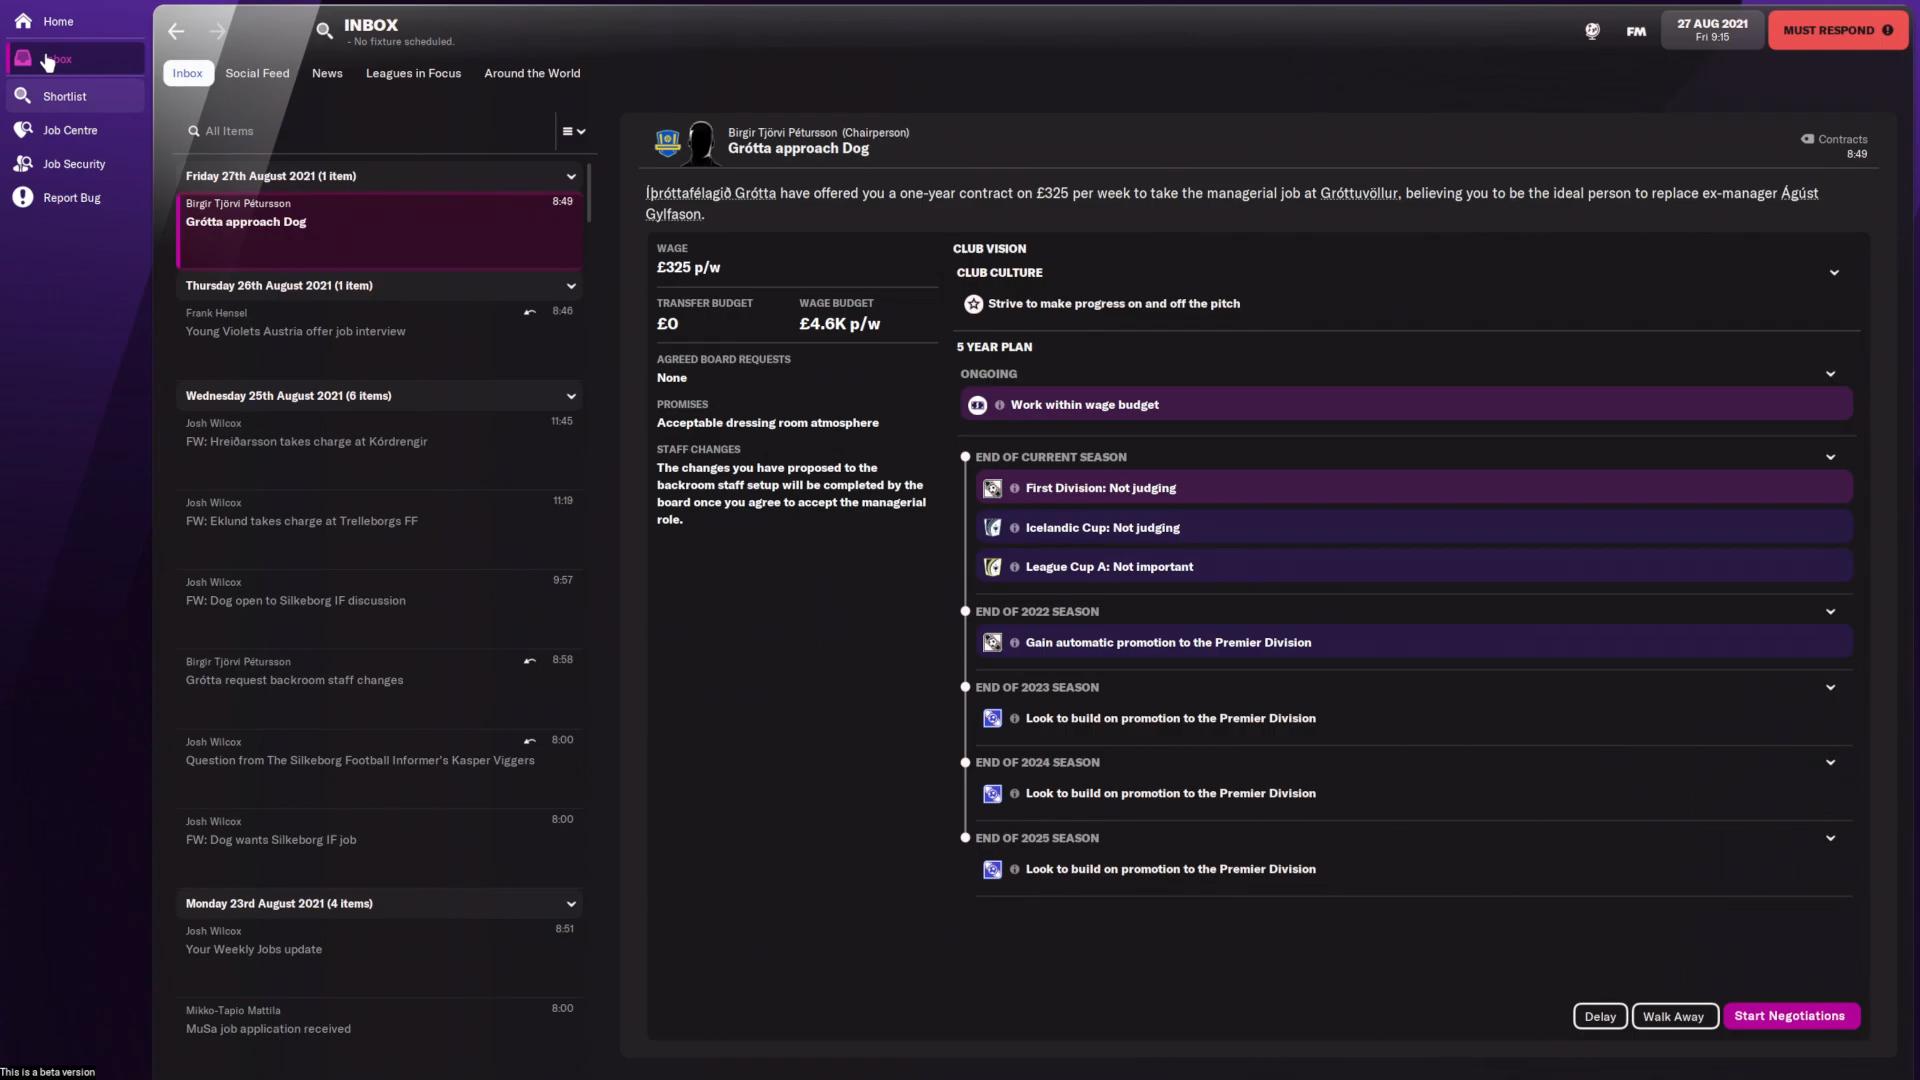 Home
Inbox
Shortlist
Job Centre
Job Security
Report Bug
INBOX
- No fixture scheduled.
FM
27 AUG 2021
Fri 9:15
MUST RESPOND
Inbox
Social Feed
News
Leagues in Focus
Around the World
All Items
Friday 27th August 2021 (1 item)
Birgir Tjörvi Pétursson 8:49
Grótta approach Dog
Thursday 26th August 2021 (1 item)
Frank Hensel 8:46
Young Violets Austria offer job interview
Wednesday 25th August 2021 (6 items)
Josh Wilcox 11:45
FW: Hreiðarsson takes charge at Kórdrengir
Josh Wilcox 11:19
FW: Eklund takes charge at Trelleborgs FF
Josh Wilcox 9:57
FW: Dog open to Silkeborg IF discussion
Birgir Tjörvi Pétursson 8:58
Grótta request backroom staff changes
Josh Wilcox 8:00
Question from The Silkeborg Football Informer's Kasper Viggers
Josh Wilcox 8:00
FW: Dog wants Silkeborg IF job
Monday 23rd August 2021 (4 items)
Josh Wilcox 8:51
Your Weekly Jobs update
Mikko-Tapio Mattila 8:00
MuSa job application received
Birgir Tjörvi Pétursson (Chairperson)
Grótta approach Dog
Contracts
8:49
Íþróttafélagið Grótta have offered you a one-year contract on £325 per week to take the managerial job at Gróttuvöllur, believing you to be the ideal person to replace ex-manager Ágúst
Gylfason.
WAGE
£325 p/w
TRANSFER BUDGET WAGE BUDGET
£0 £4.6K p/w
AGREED BOARD REQUESTS
None
PROMISES
Acceptable dressing room atmosphere
STAFF CHANGES
The changes you have proposed to the
backroom staff setup will be completed by the
board once you agree to accept the managerial
role.
CLUB VISION
CLUB CULTURE
Strive to make progress on and off the pitch
5 YEAR PLAN
ONGOING
Work within wage budget
END OF CURRENT SEASON
First Division: Not judging
Icelandic Cup: Not judging
League Cup A: Not important
END OF 2022 SEASON
Gain automatic promotion to the Premier Division
END OF 2023 SEASON
Look to build on promotion to the Premier Division
END OF 2024 SEASON
Look to build on promotion to the Premier Division
END OF 2025 SEASON
Look to build on promotion to the Premier Division
Delay
Walk Away
Start Negotiations
This is a beta version